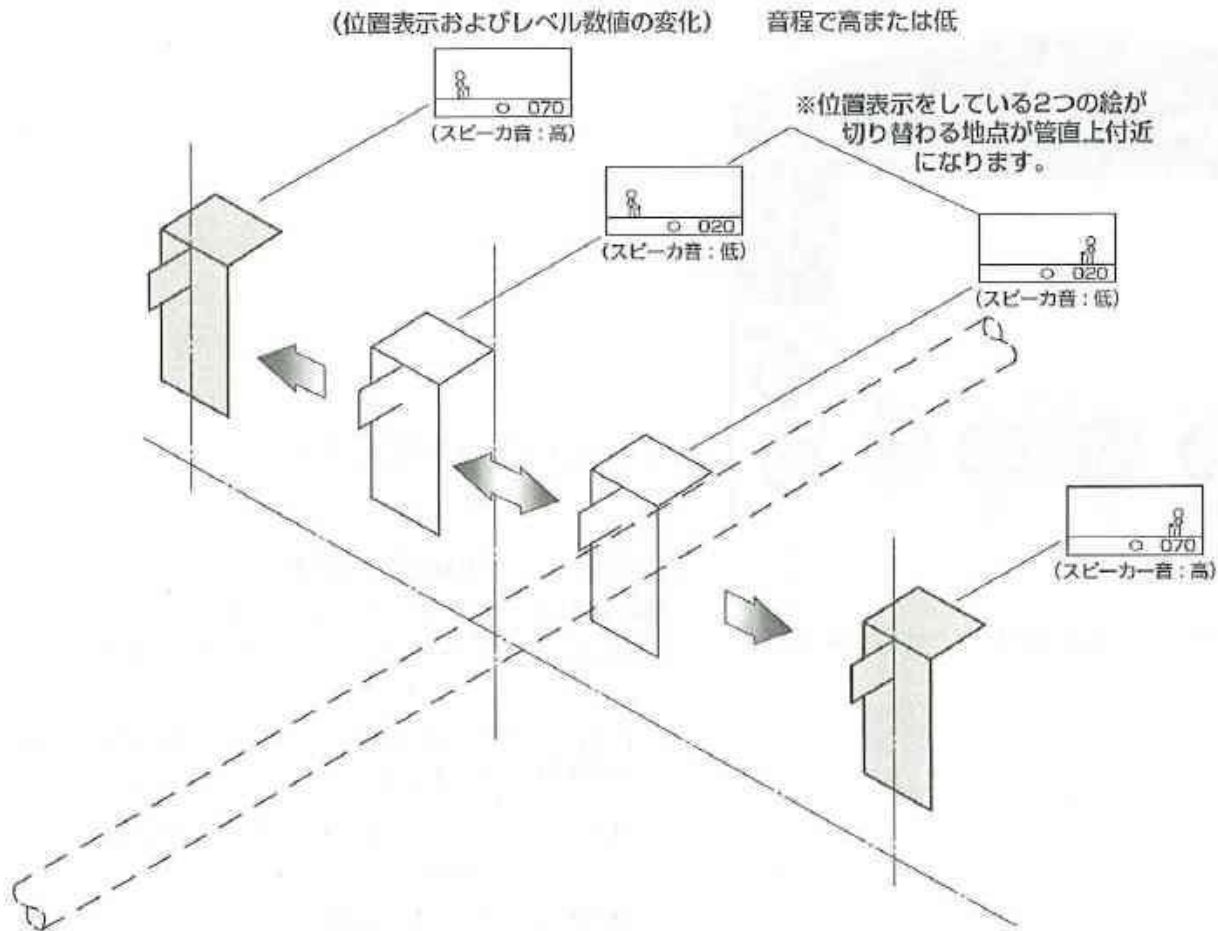 (位置表示およびレベル数値の変化) 音程で高または低
○ 070
(スピーカ音：高)
※位置表示をしている2つの絵が
切り替わる地点が管直上付近
になります。
○ 020
(スピーカ音：低)
○ 020
(スピーカ音：低)
○ 070
(スピーカー音：高)